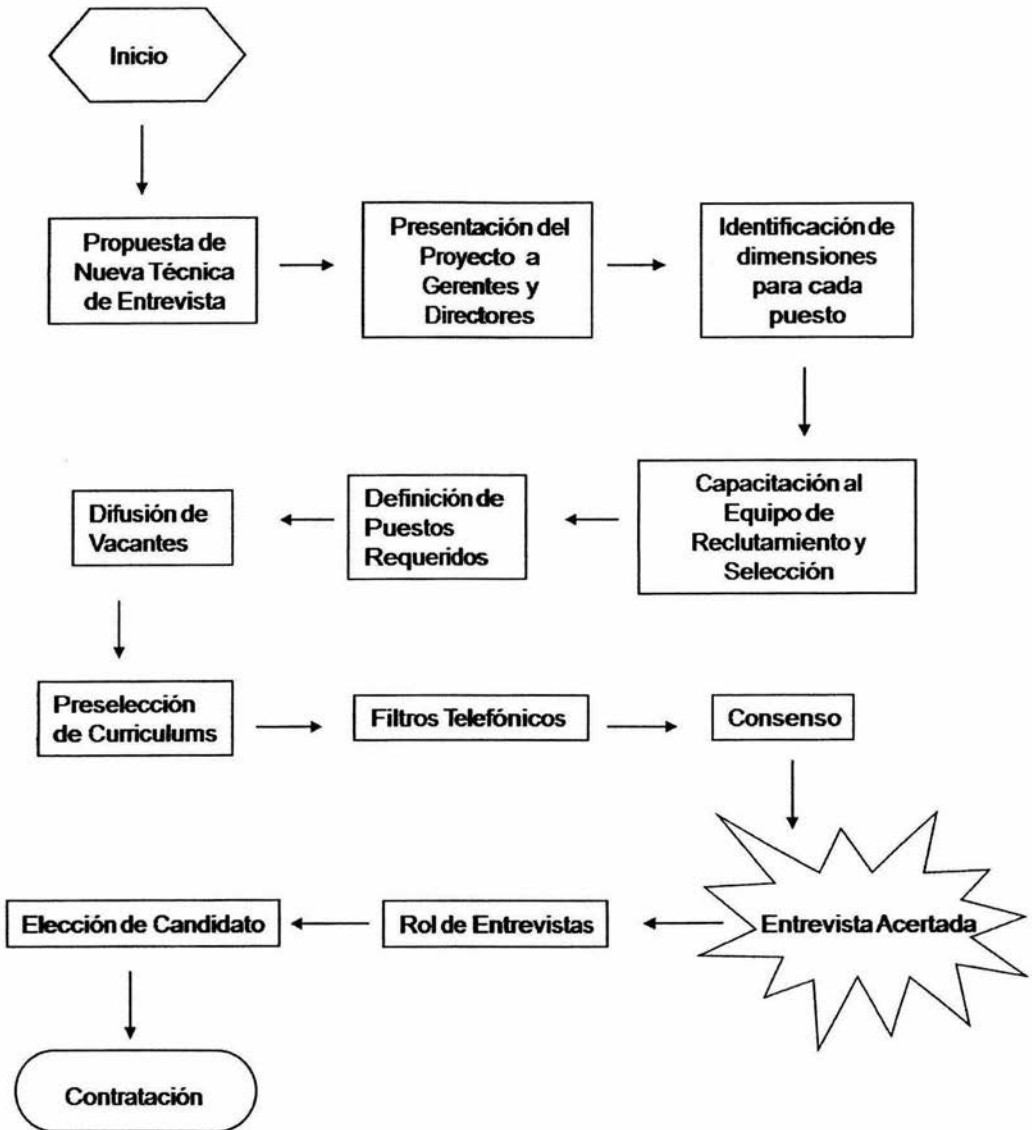 Inicio
Propuesta de
Nueva Técnica
de Entrevista
Presentación del
Proyecto a
Gerentes y
Directores
Identificación de
dimensiones
para cada
puesto
Capacitación al
Equipo de
Reclutamiento y
Selección
Definición de
Puestos
Requeridos
Difusión de
Vacantes
Preselección
de Curriculums
Filtros Telefónicos
Consenso
Entrevista Acertada
Rol de Entrevistas
Elección de Candidato
Contratación